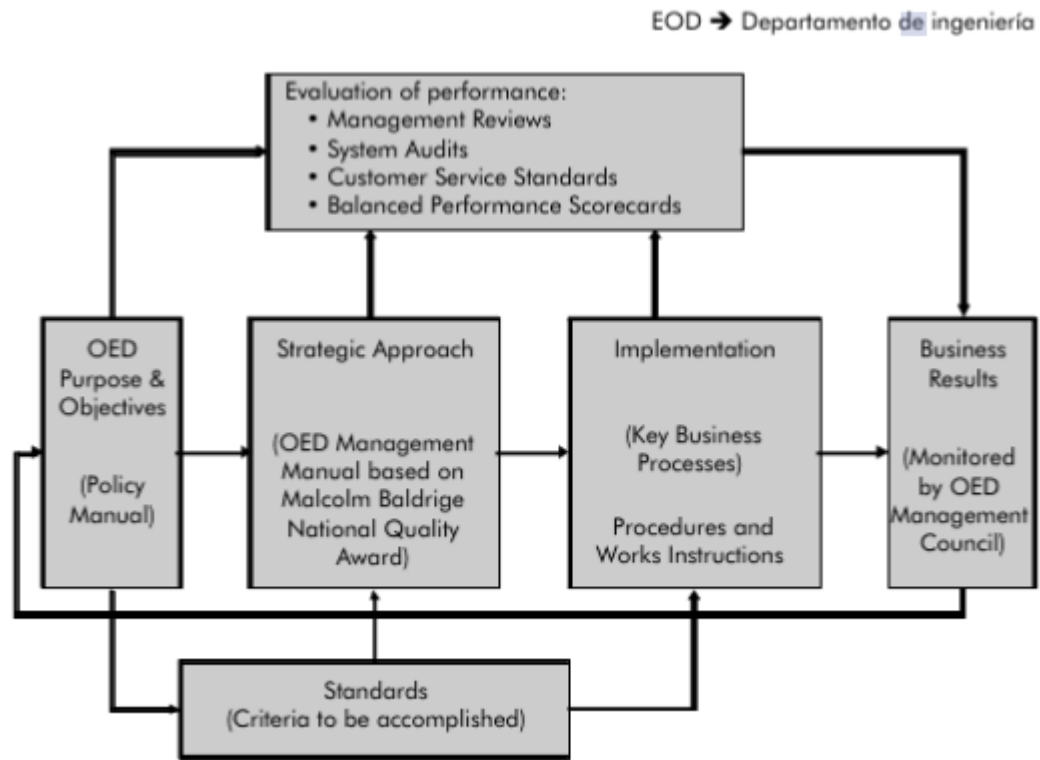 EOD → Departamento de ingeniería
Evaluation of performance:
• Management Reviews
• System Audits
• Customer Service Standards
• Balanced Performance Scorecards
OED
Purpose &
Objectives
(Policy
Manual)
Strategic Approach
(OED Management
Manual based on
Malcolm Baldrige
National Quality
Award)
Implementation
(Key Business
Processes)
Procedures and
Works Instructions
Business
Results
(Monitored
by OED
Management
Council)
Standards
(Criteria to be accomplished)